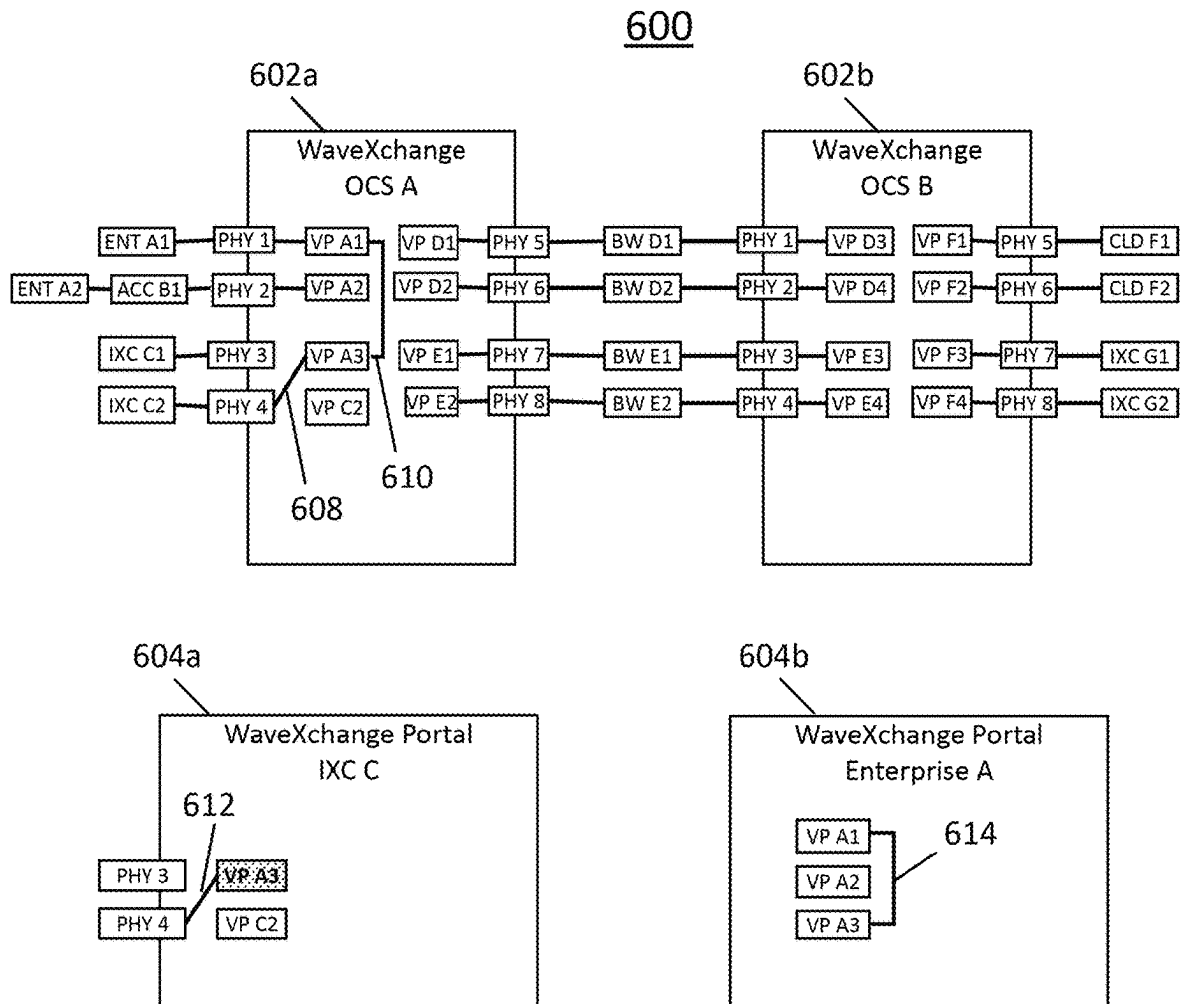 600
602a
602b
WaveXchange
OCS A
WaveXchange
OCS B
ENT A1 PHY 1 VP A1 VP D1 PHY 5 BW D1 PHY 1 VP D3 VP F1 PHY 5 CLD F1
ENT A2 ACC B1 PHY 2 VP A2 VP D2 PHY 6 BW D2 PHY 2 VP D4 VP F2 PHY 6 CLD F2
IXC C1 PHY 3 VP A3 VP E1 PHY 7 BW E1 PHY 3 VP E3 VP F3 PHY 7 IXC G1
IXC C2 PHY 4 VP C2 VP E2 PHY 8 BW E2 PHY 4 VP E4 VP F4 PHY 8 IXC G2
610
608
604a
604b
WaveXchange Portal
IXC C
612
PHY 3 VP A3
PHY 4 VP C2
WaveXchange Portal
Enterprise A
VP A1
614
VP A2
VP A3